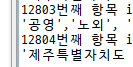 12803번째 항목 i
'공영','노외', '
12804번째 항목 i
'제주특별자치도